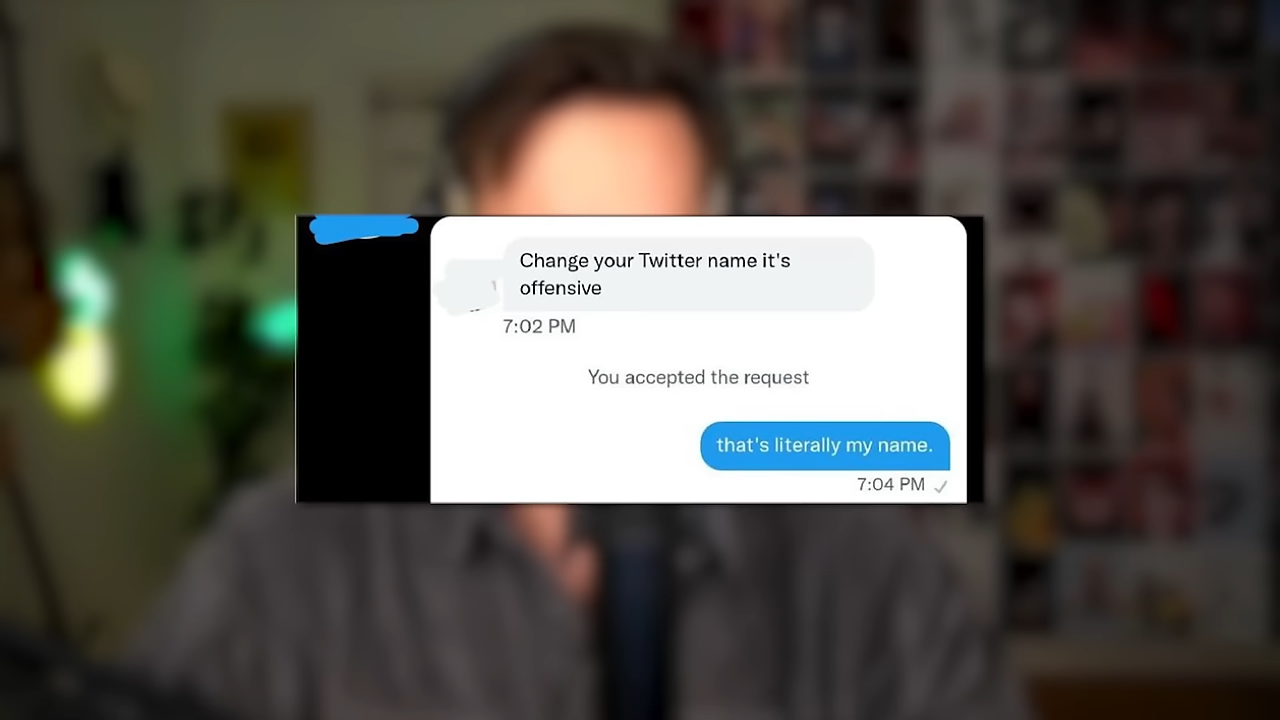 Change your Twitter name it's
offensive
7:02 PM
You accepted the request
that's literally my name.
7:04 PM